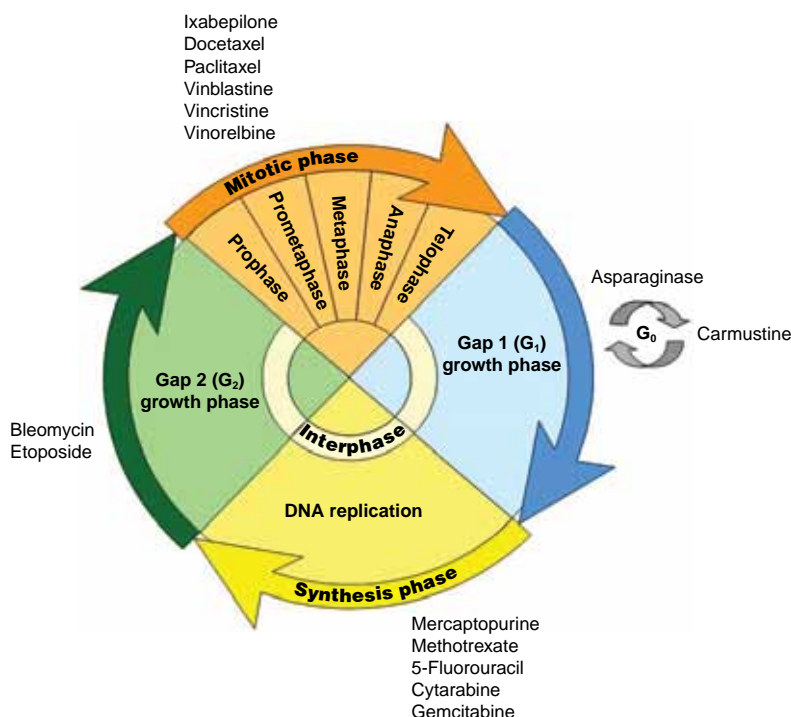 Ixabepilone
Docetaxel
Paclitaxel
Vinblastine
Vincristine
Vinorelbine
Mitotic phase
Prophase
Prometaphase
Metaphase
Anaphase
Telophase
Asparaginase
G₀
Carmustine
Gap 1 (G₁)
growth phase
Gap 2 (G₂)
growth phase
Bleomycin
Etoposide
Interphase
DNA replication
Synthesis phase
Mercaptopurine
Methotrexate
5-Fluorouracil
Cytarabine
Gemcitabine